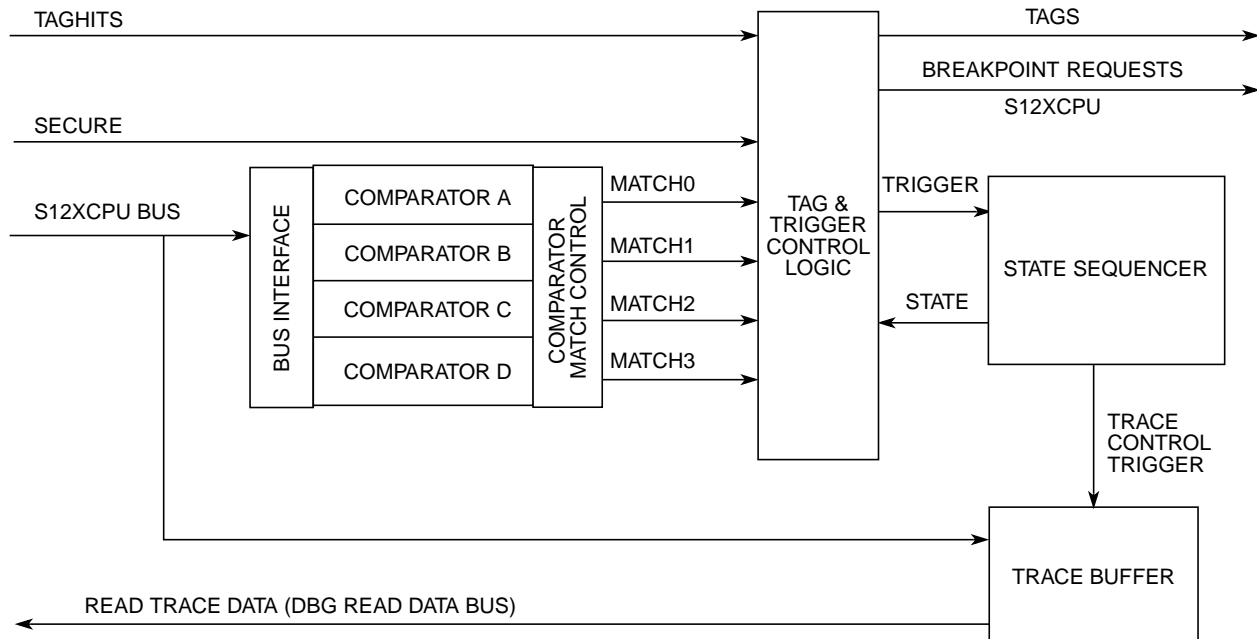 TAGHITS
TAGS
BREAKPOINT REQUESTS
S12XCPU
SECURE
S12XCPU BUS
BUS INTERFACE
COMPARATOR A
COMPARATOR B
COMPARATOR C
COMPARATOR D
COMPARATOR
MATCH CONTROL
MATCH0
MATCH1
MATCH2
MATCH3
TAG &
TRIGGER
CONTROL
LOGIC
TRIGGER
STATE
STATE SEQUENCER
TRACE
CONTROL
TRIGGER
TRACE BUFFER
READ TRACE DATA (DBG READ DATA BUS)